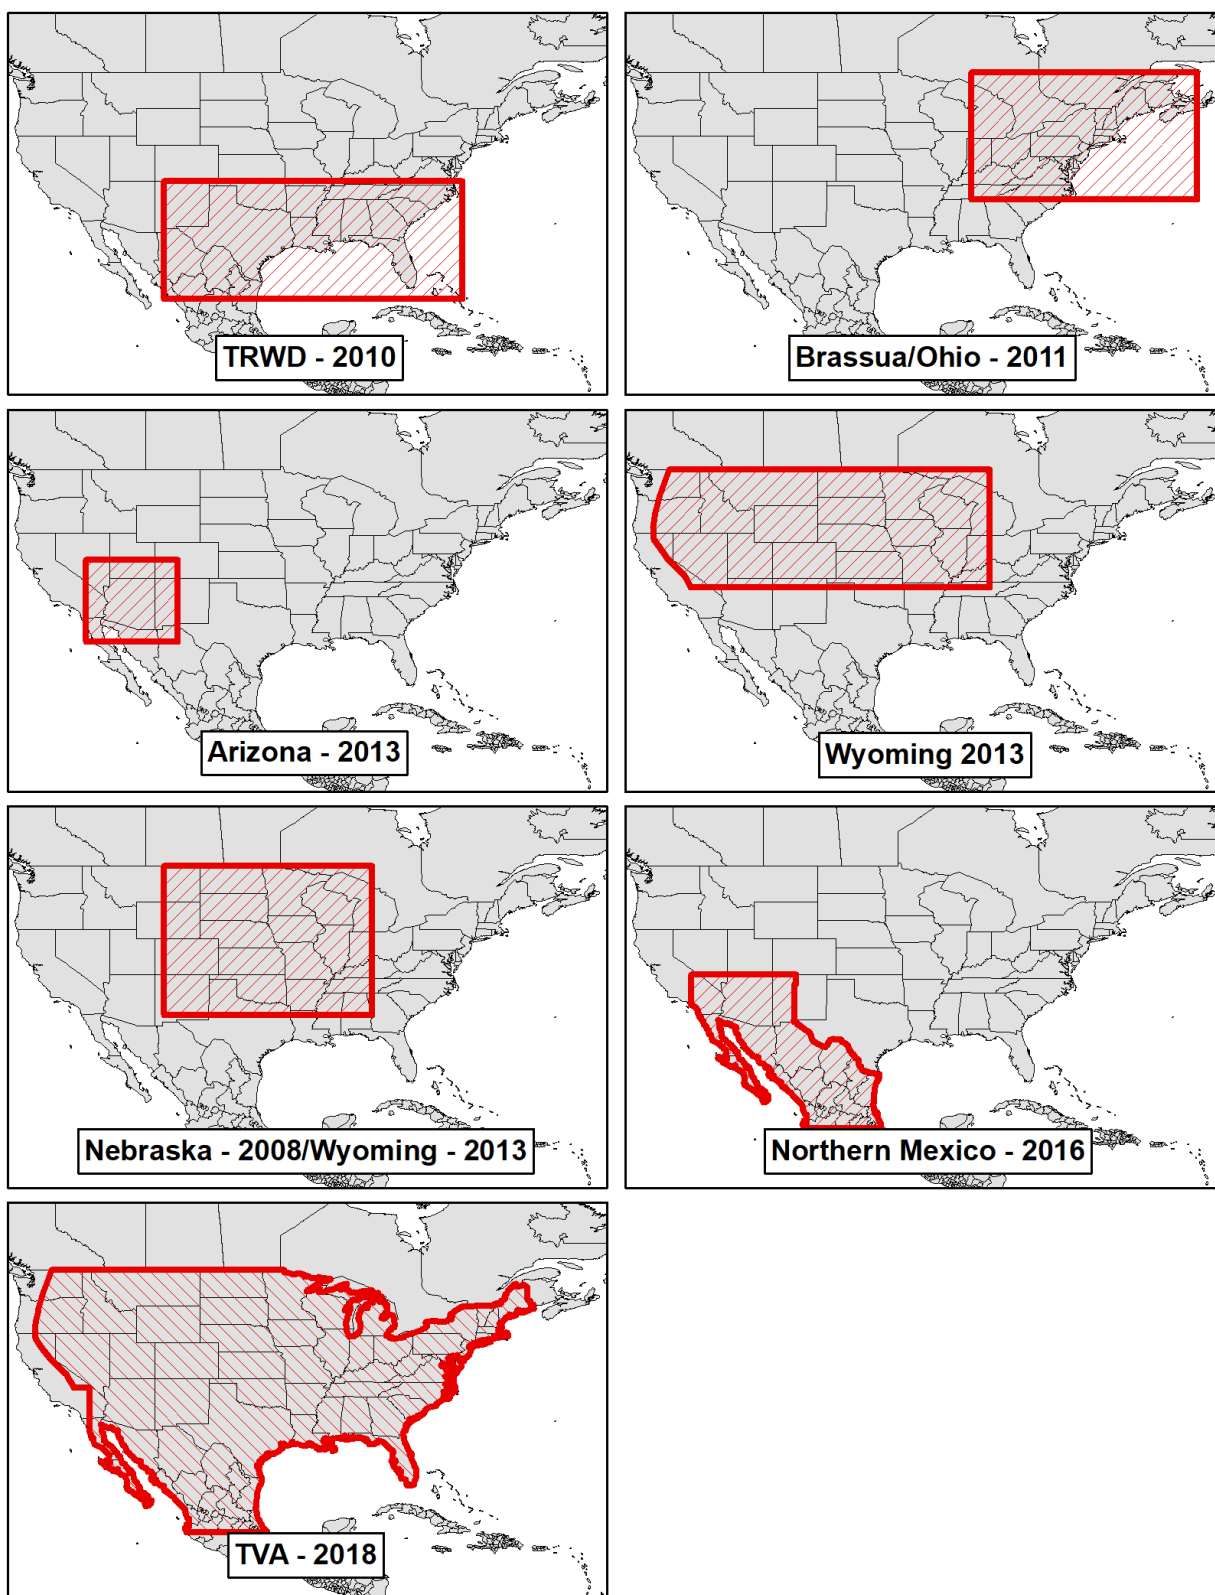 TRWD - 2010
Brassua/Ohio - 2011
Arizona - 2013
Wyoming 2013
Nebraska - 2008/Wyoming - 2013
Northern Mexico - 2016
TVA - 2018